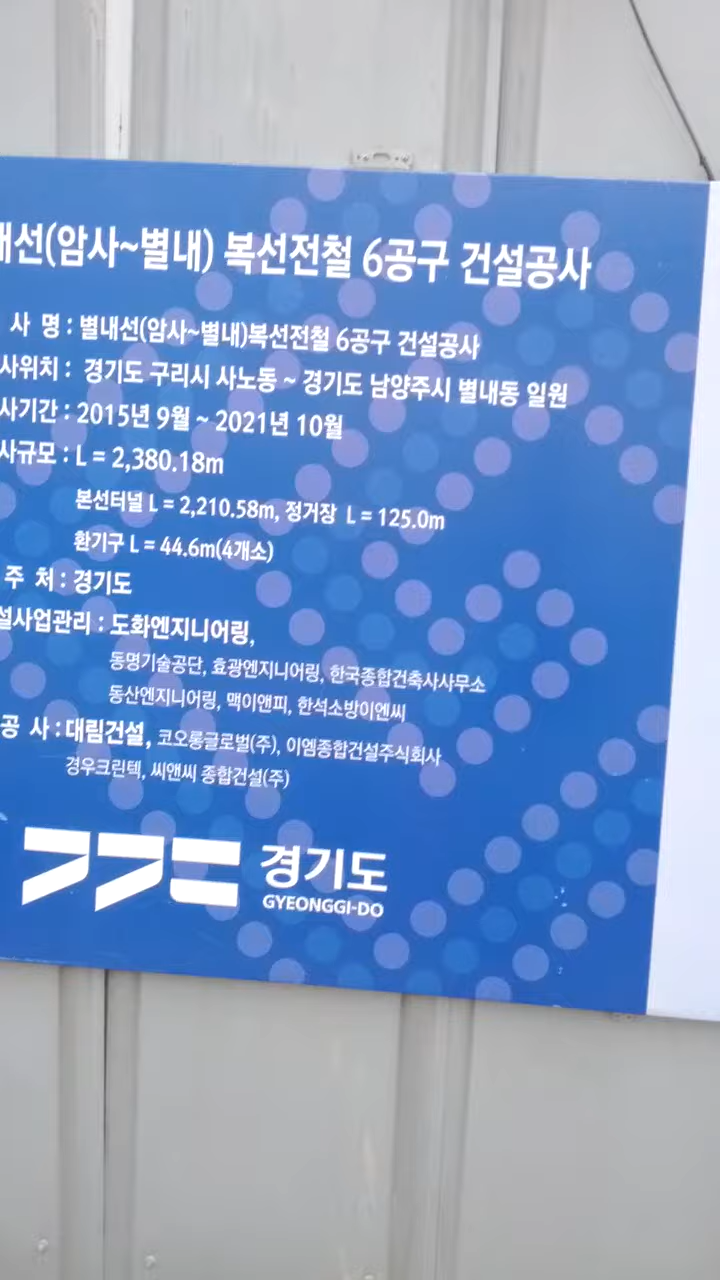 내선(암사~별내) 복선전철 6공구 건설공사
사 명 : 별내선(암사~별내)복선전철 6공구 건설공사
사위치 : 경기도 구리시 사노동 ~ 경기도 남양주시 별내동 일원
사기간 : 2015년 9월 ~ 2021년 10월
사규모 : L = 2,380.18m
본선터널 L = 2,210.58m, 정거장 L = 125.0m
환기구 L = 44.6m(4개소)
주 처 : 경기도
설사업관리 : 도화엔지니어링,
동명기술공단, 효광엔지니어링, 한국종합건축사사무소
동산엔지니어링, 맥이앤피, 한석소방이엔씨
공 사 : 대림건설, 코오롱글로벌(주), 이엠종합건설주식회사
경우크린텍, 씨앤씨 종합건설(주)
경기도
GYEONGGI-DO